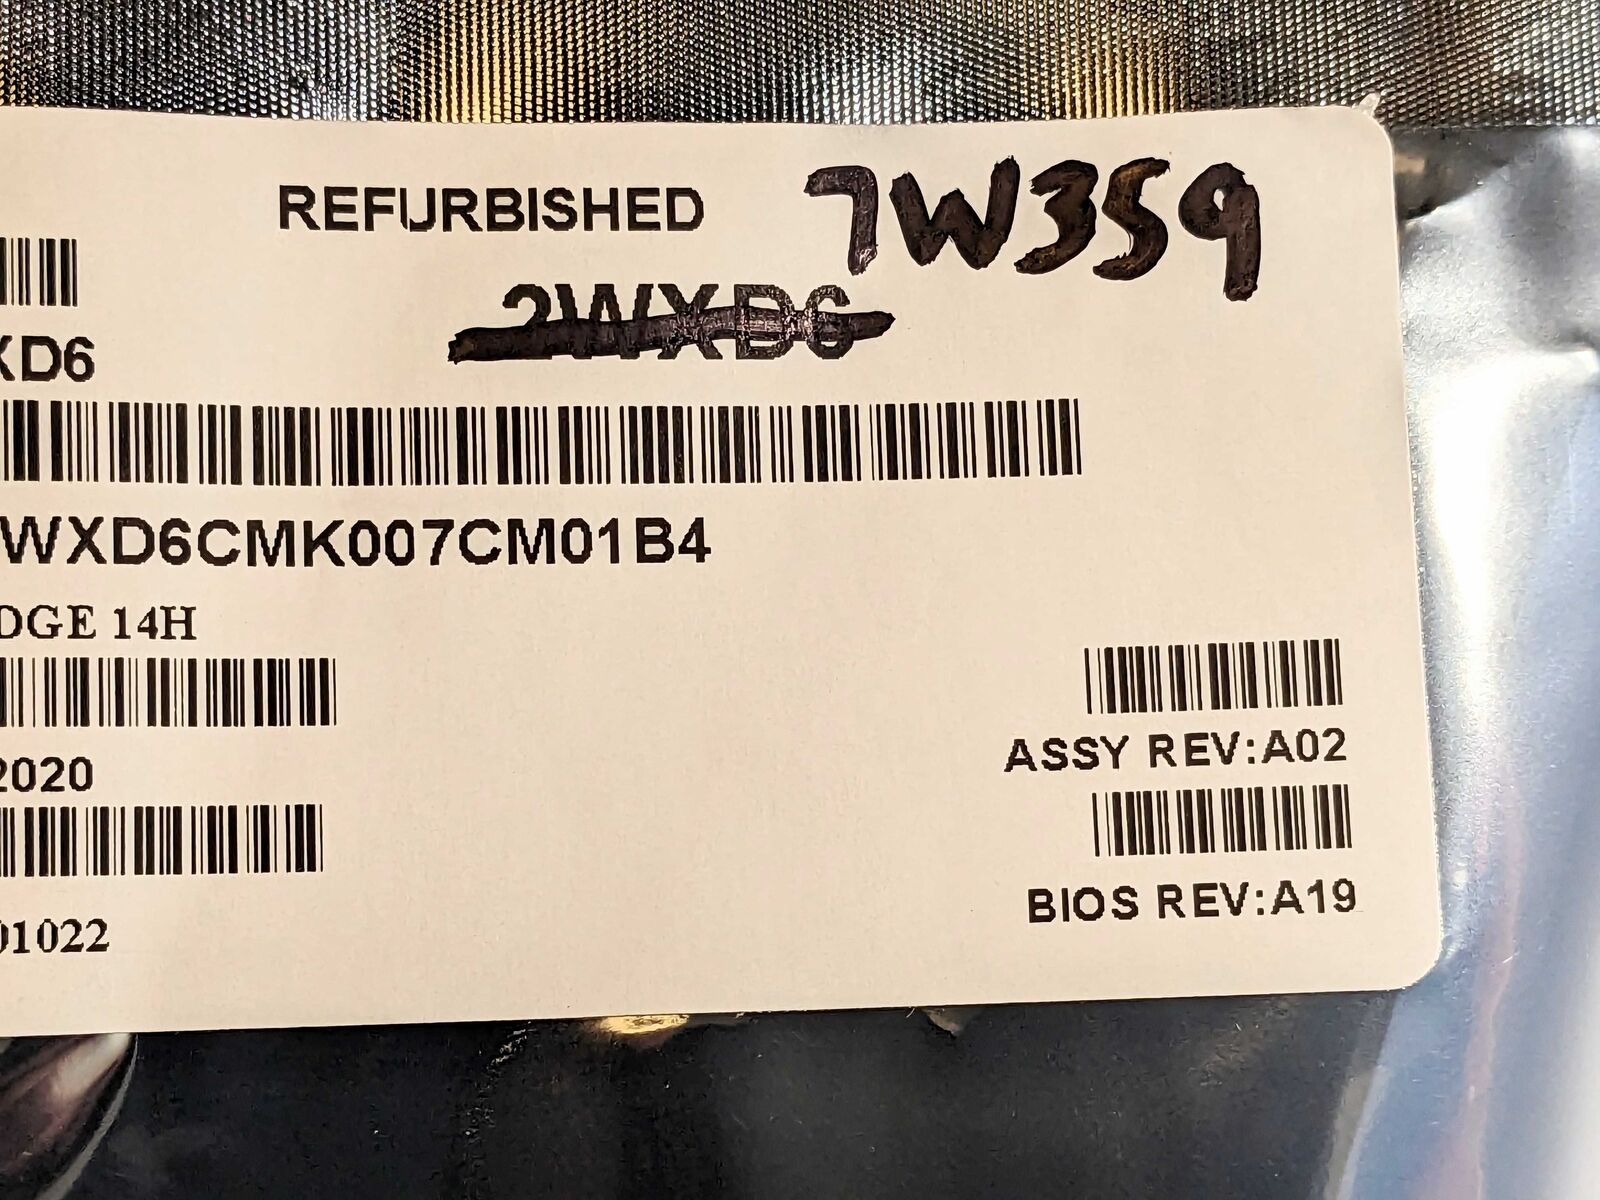 REFURBISHED 7W359
2WXD6
XD6
WXD6CMK007CM01B4
DGE 14H
ASSY REV:A02
2020
BIOS REV:A19
01022